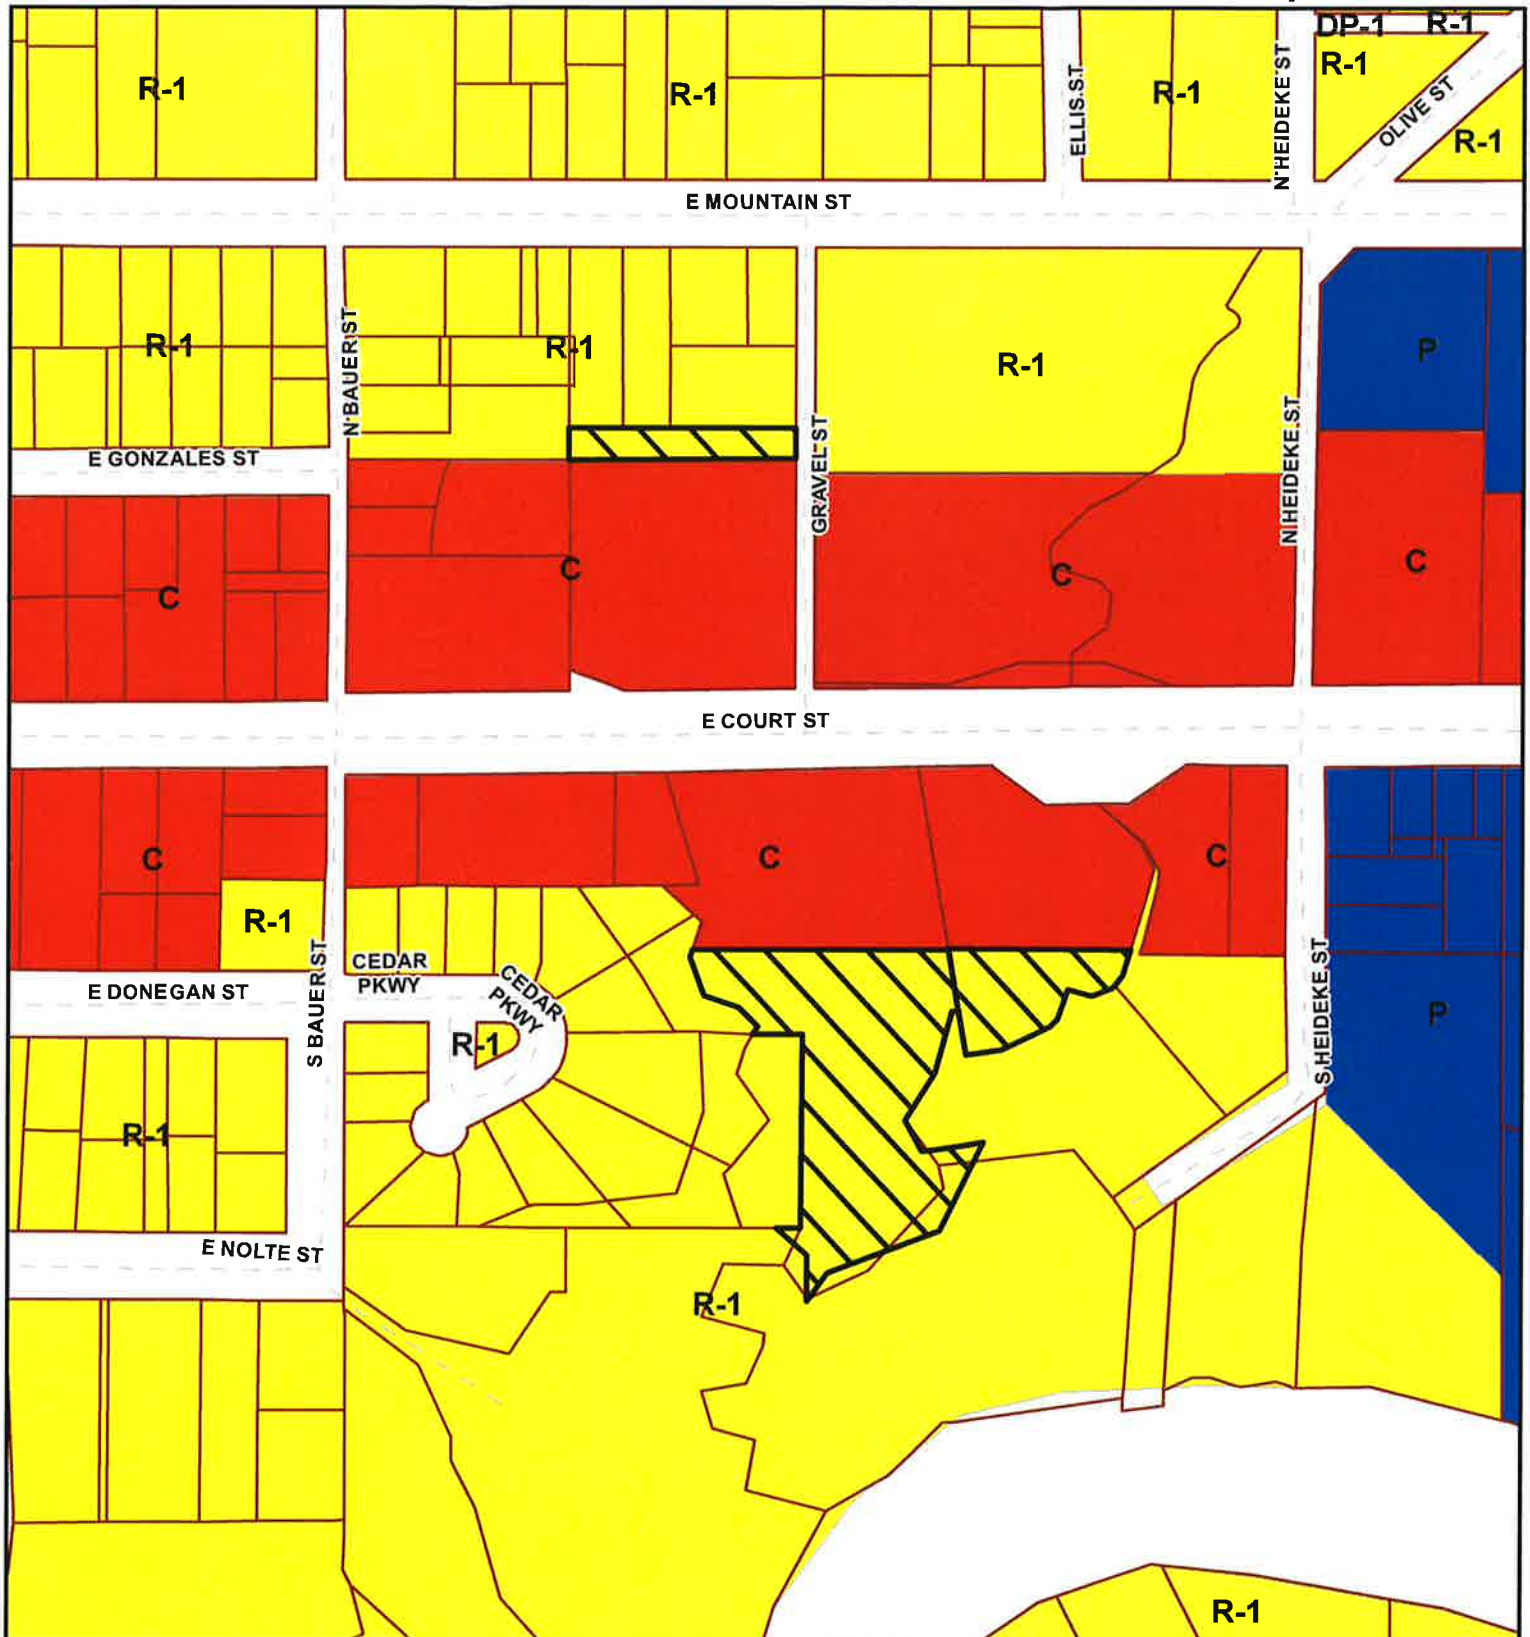 DP-1
R-1
R-1
R-1
R-1
R-1
ELLIS ST
N HEIDEKE ST
OLIVE ST
R-1
E MOUNTAIN ST
R-1
N BAUER ST
R-1
R-1
P
E GONZALES ST
GRAVEL ST
N HEIDEKE ST
C
C
C
C
E COURT ST
C
C
C
R-1
S BAUER ST
CEDAR
PKWY
CEDAR
PKWY
S HEIDEKE ST
E DONEGAN ST
R-1
P
R-1
E NOLTE ST
R-1
R-1